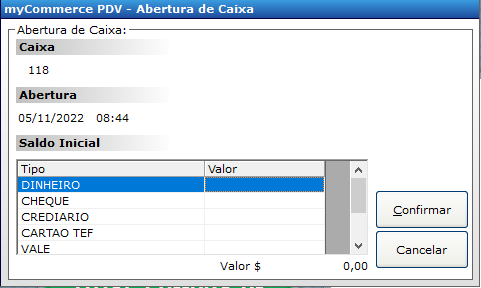 myCommerce PDV - Abertura de Caixa
Abertura de Caixa:
Caixa
118
Abertura
05/11/2022 08:44
Saldo Inicial
Tipo Valor
DINHEIRO
CHEQUE
CREDIARIO
CARTAO TEF
VALE
Confirmar
Cancelar
Valor $ 0,00